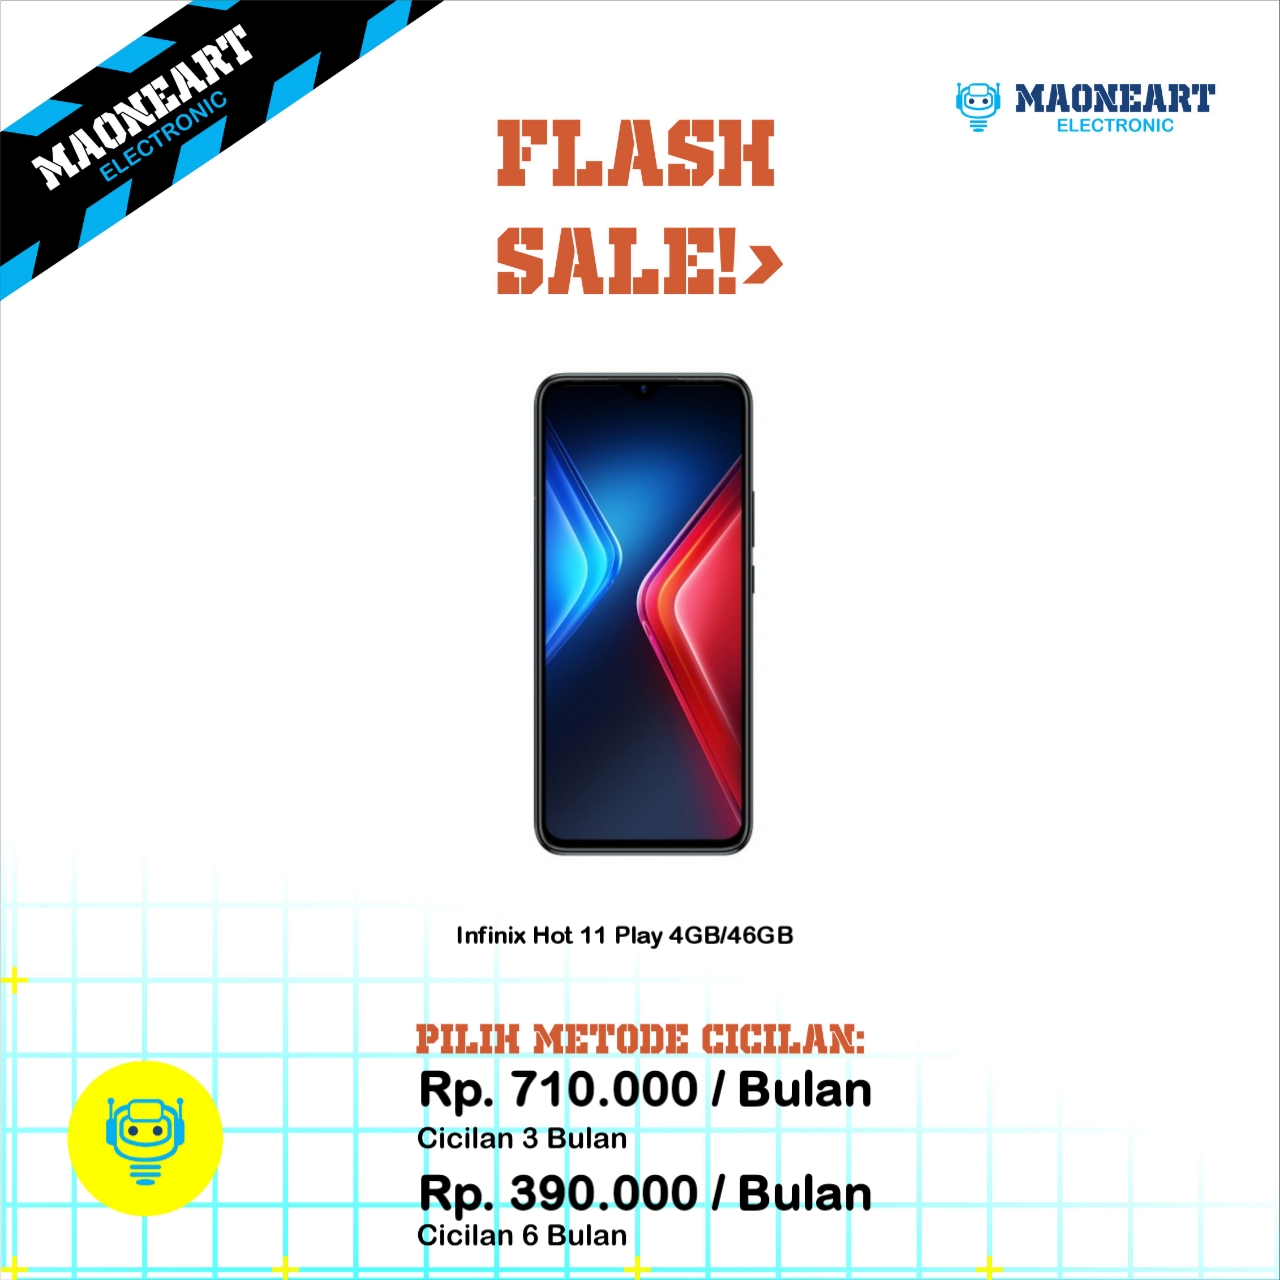 MAONEART
ELECTRONIC
MAONEART
ELECTRONIC
FLASH
SALE!>
Infinix Hot 11 Play 4GB/46GB
PILIH METODE CICILAN:
Rp. 710.000 / Bulan
Cicilan 3 Bulan
Rp. 390.000 / Bulan
Cicilan 6 Bulan